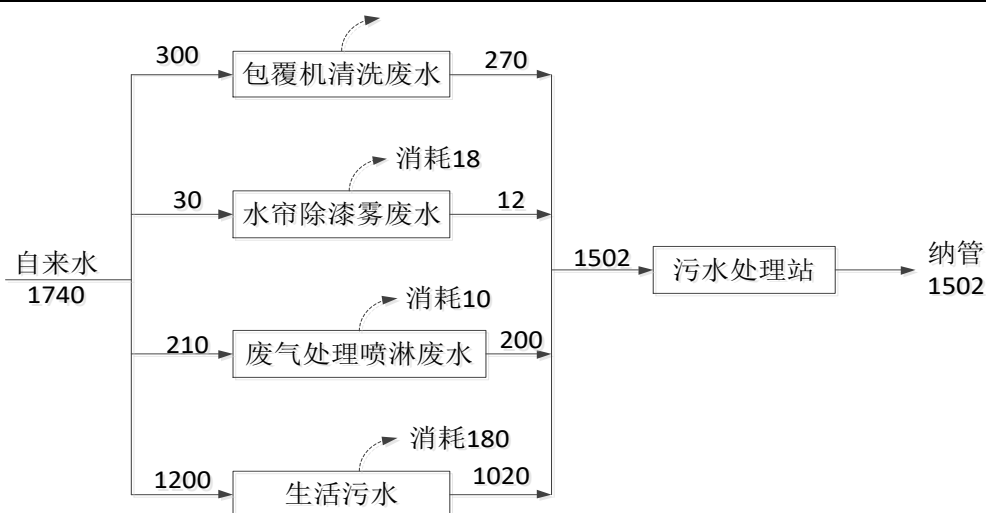 300
包覆机清洗废水
270
消耗18
30
水帘除漆雾废水
12
自来水
1740
1502
污水处理站
纳管
1502
消耗10
210
废气处理喷淋废水
200
消耗180
1200
生活污水
1020